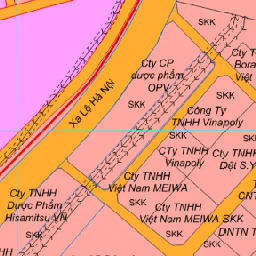 SKK
Cty CP
dược phẩm
OPV
SKK
Cty T
Bora
Việt
Xa Lộ Hà Nội
Công Ty
TNHH Vinapoly
SKK
CTy TNHH
Vinapoly
Cty TNHH
Dệt S.Y
Cty TNHH
Việt Nam MEIWA
Cty TNHH
Dược Phẩm
Hisamitsu VN
SKK
Cty TNHH
Việt Nam MEIWA
SKK
T
CNT
SKK
DNTN T
HH
SKK
SKK